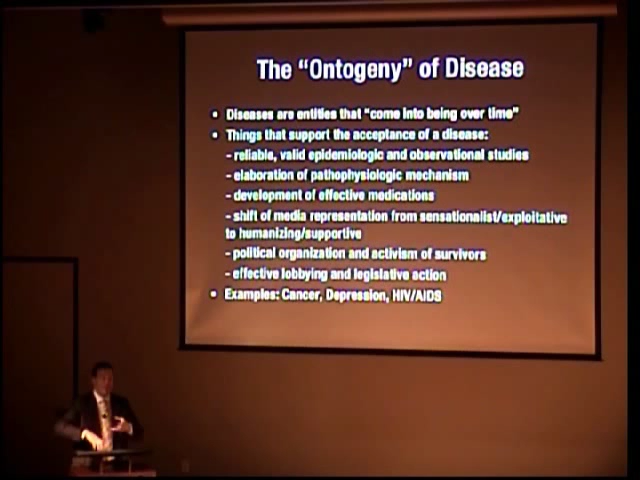 The “Ontogeny” of Disease
• Diseases are entities that “come into being over time”
• Things that support the acceptance of a disease:
- reliable, valid epidemiologic and observational studies
- elaboration of pathophysiologic mechanism
- development of effective medications
- shift of media representation from sensationalist/exploitative
to humanizing/supportive
- political organization and activism of survivors
- effective lobbying and legislative action
• Examples: Cancer, Depression, HIV/AIDS